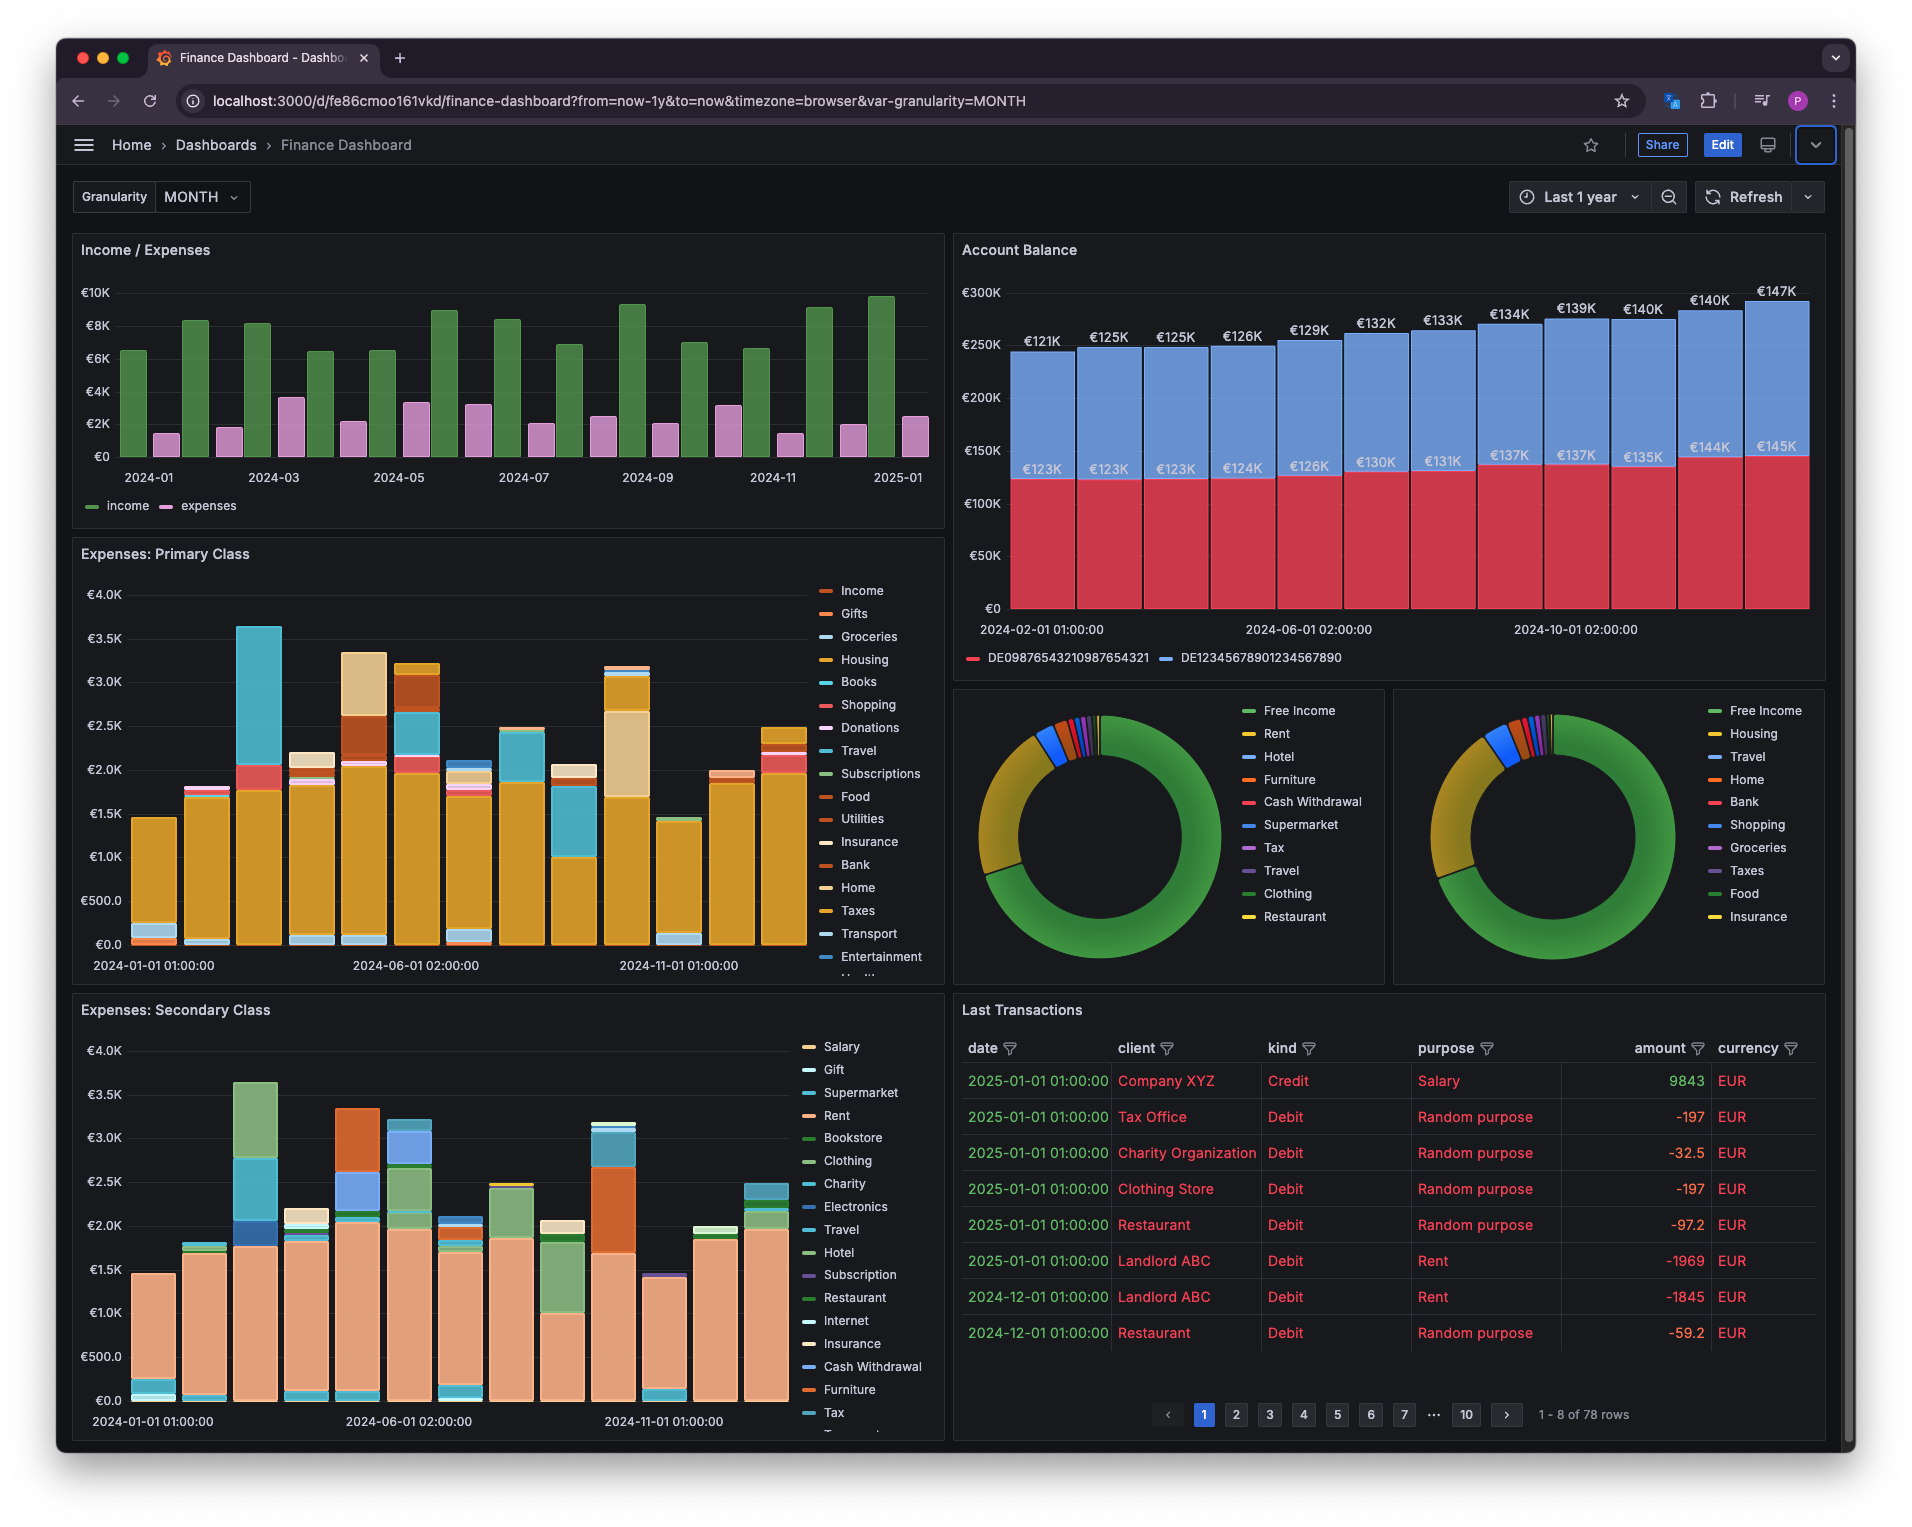 Finance Dashboard - Dashbo
localhost:3000/d/fe86cmoo161vkd/finance-dashboard?from=now-1y&to=now&timezone=browser&var-granularity=MONTH
P
Home › Dashboards › Finance Dashboard
Share
Edit
Granularity MONTH
Last 1 year
Refresh
Income / Expenses
€10K
€8K
€6K
€4K
€2K
€0
2024-01 2024-03 2024-05 2024-07 2024-09 2024-11 2025-01
income expenses
Account Balance
€300K
€250K
€200K
€150K
€100K
€50K
€0
€121K €125K €125K €126K €129K €132K €133K €134K €139K €140K €140K €147K
€123K €123K €123K €124K €126K €130K €131K €137K €137K €135K €144K €145K
2024-02-01 01:00:00 2024-06-01 02:00:00 2024-10-01 02:00:00
DE09876543210987654321 DE12345678901234567890
Expenses: Primary Class
€4.0K
€3.5K
€3.0K
€2.5K
€2.0K
€1.5K
€1.0K
€500.0
€0.0
2024-01-01 01:00:00 2024-06-01 02:00:00 2024-11-01 01:00:00
Income
Gifts
Groceries
Housing
Books
Shopping
Donations
Travel
Subscriptions
Food
Utilities
Insurance
Bank
Home
Taxes
Transport
Entertainment
Free Income
Rent
Hotel
Furniture
Cash Withdrawal
Supermarket
Tax
Travel
Clothing
Restaurant
Free Income
Housing
Travel
Home
Bank
Shopping
Groceries
Taxes
Food
Insurance
Expenses: Secondary Class
€4.0K
€3.5K
€3.0K
€2.5K
€2.0K
€1.5K
€1.0K
€500.0
€0.0
2024-01-01 01:00:00 2024-06-01 02:00:00 2024-11-01 01:00:00
Salary
Gift
Supermarket
Rent
Bookstore
Clothing
Charity
Electronics
Travel
Hotel
Subscription
Restaurant
Internet
Insurance
Cash Withdrawal
Furniture
Tax
Last Transactions
date client kind purpose amount currency
2025-01-01 01:00:00 Company XYZ Credit Salary 9843 EUR
2025-01-01 01:00:00 Tax Office Debit Random purpose -197 EUR
2025-01-01 01:00:00 Charity Organization Debit Random purpose -32.5 EUR
2025-01-01 01:00:00 Clothing Store Debit Random purpose -197 EUR
2025-01-01 01:00:00 Restaurant Debit Random purpose -97.2 EUR
2025-01-01 01:00:00 Landlord ABC Debit Rent -1969 EUR
2024-12-01 01:00:00 Landlord ABC Debit Rent -1845 EUR
2024-12-01 01:00:00 Restaurant Debit Random purpose -59.2 EUR
‹ 1 2 3 4 5 6 7 ··· 10 › 1 - 8 of 78 rows